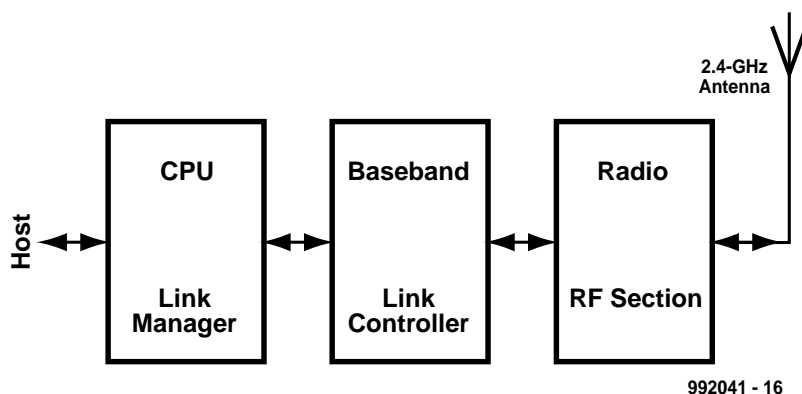 2.4-GHz
Antenna
CPU
Baseband
Radio
Host
Link
Manager
Link
Controller
RF Section
992041 - 16